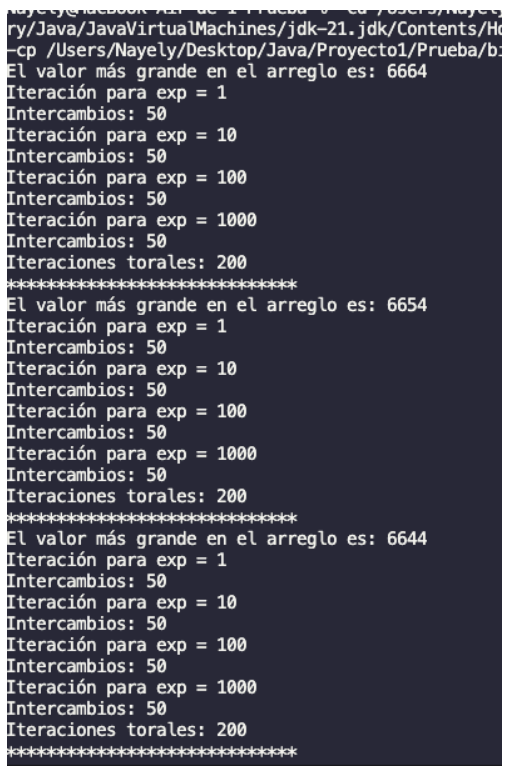 ry/Java/JavaVirtualMachines/jdk-21.jdk/Contents/Ho
-cp /Users/Nayely/Desktop/Java/Proyecto1/Prueba/bi
El valor más grande en el arreglo es: 6664
Iteración para exp = 1
Intercambios: 50
Iteración para exp = 10
Intercambios: 50
Iteración para exp = 100
Intercambios: 50
Iteración para exp = 1000
Intercambios: 50
Iteraciones torales: 200
*****************************
El valor más grande en el arreglo es: 6654
Iteración para exp = 1
Intercambios: 50
Iteración para exp = 10
Intercambios: 50
Iteración para exp = 100
Intercambios: 50
Iteración para exp = 1000
Intercambios: 50
Iteraciones torales: 200
*****************************
El valor más grande en el arreglo es: 6644
Iteración para exp = 1
Intercambios: 50
Iteración para exp = 10
Intercambios: 50
Iteración para exp = 100
Intercambios: 50
Iteración para exp = 1000
Intercambios: 50
Iteraciones torales: 200
*****************************